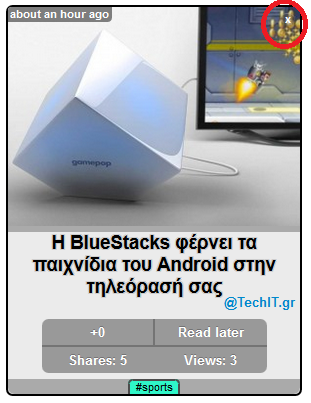 about an hour ago
x
gamepop
Η BlueStacks φέρνει τα
παιχνίδια του Android στην
τηλεόρασή σας
@TechIT.gr
+0
Read later
Shares: 5
Views: 3
#sports